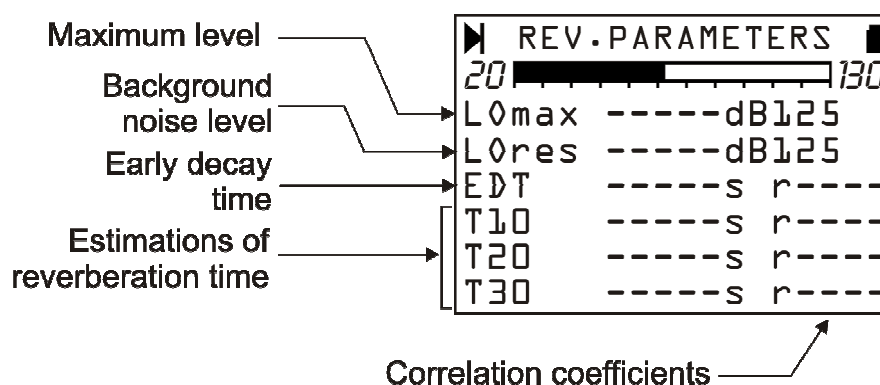 Maximum level
Background
noise level
Early decay
time
Estimations of
reverberation time
REV.PARAMETERS
20 130
L0max -----dB125
L0res -----dB125
EDT -----s r----
T10 -----s r----
T20 -----s r----
T30 -----s r----
Correlation coefficients